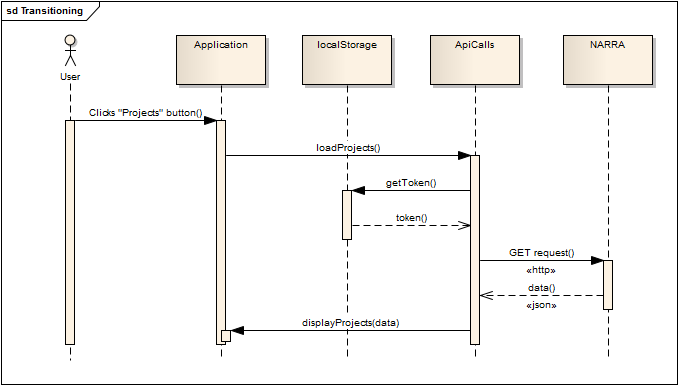 sd Transitioning
User
Application
localStorage
ApiCalls
NARRA
Clicks "Projects" button()
loadProjects()
getToken()
token()
GET request()
«http»
data()
«json»
displayProjects(data)